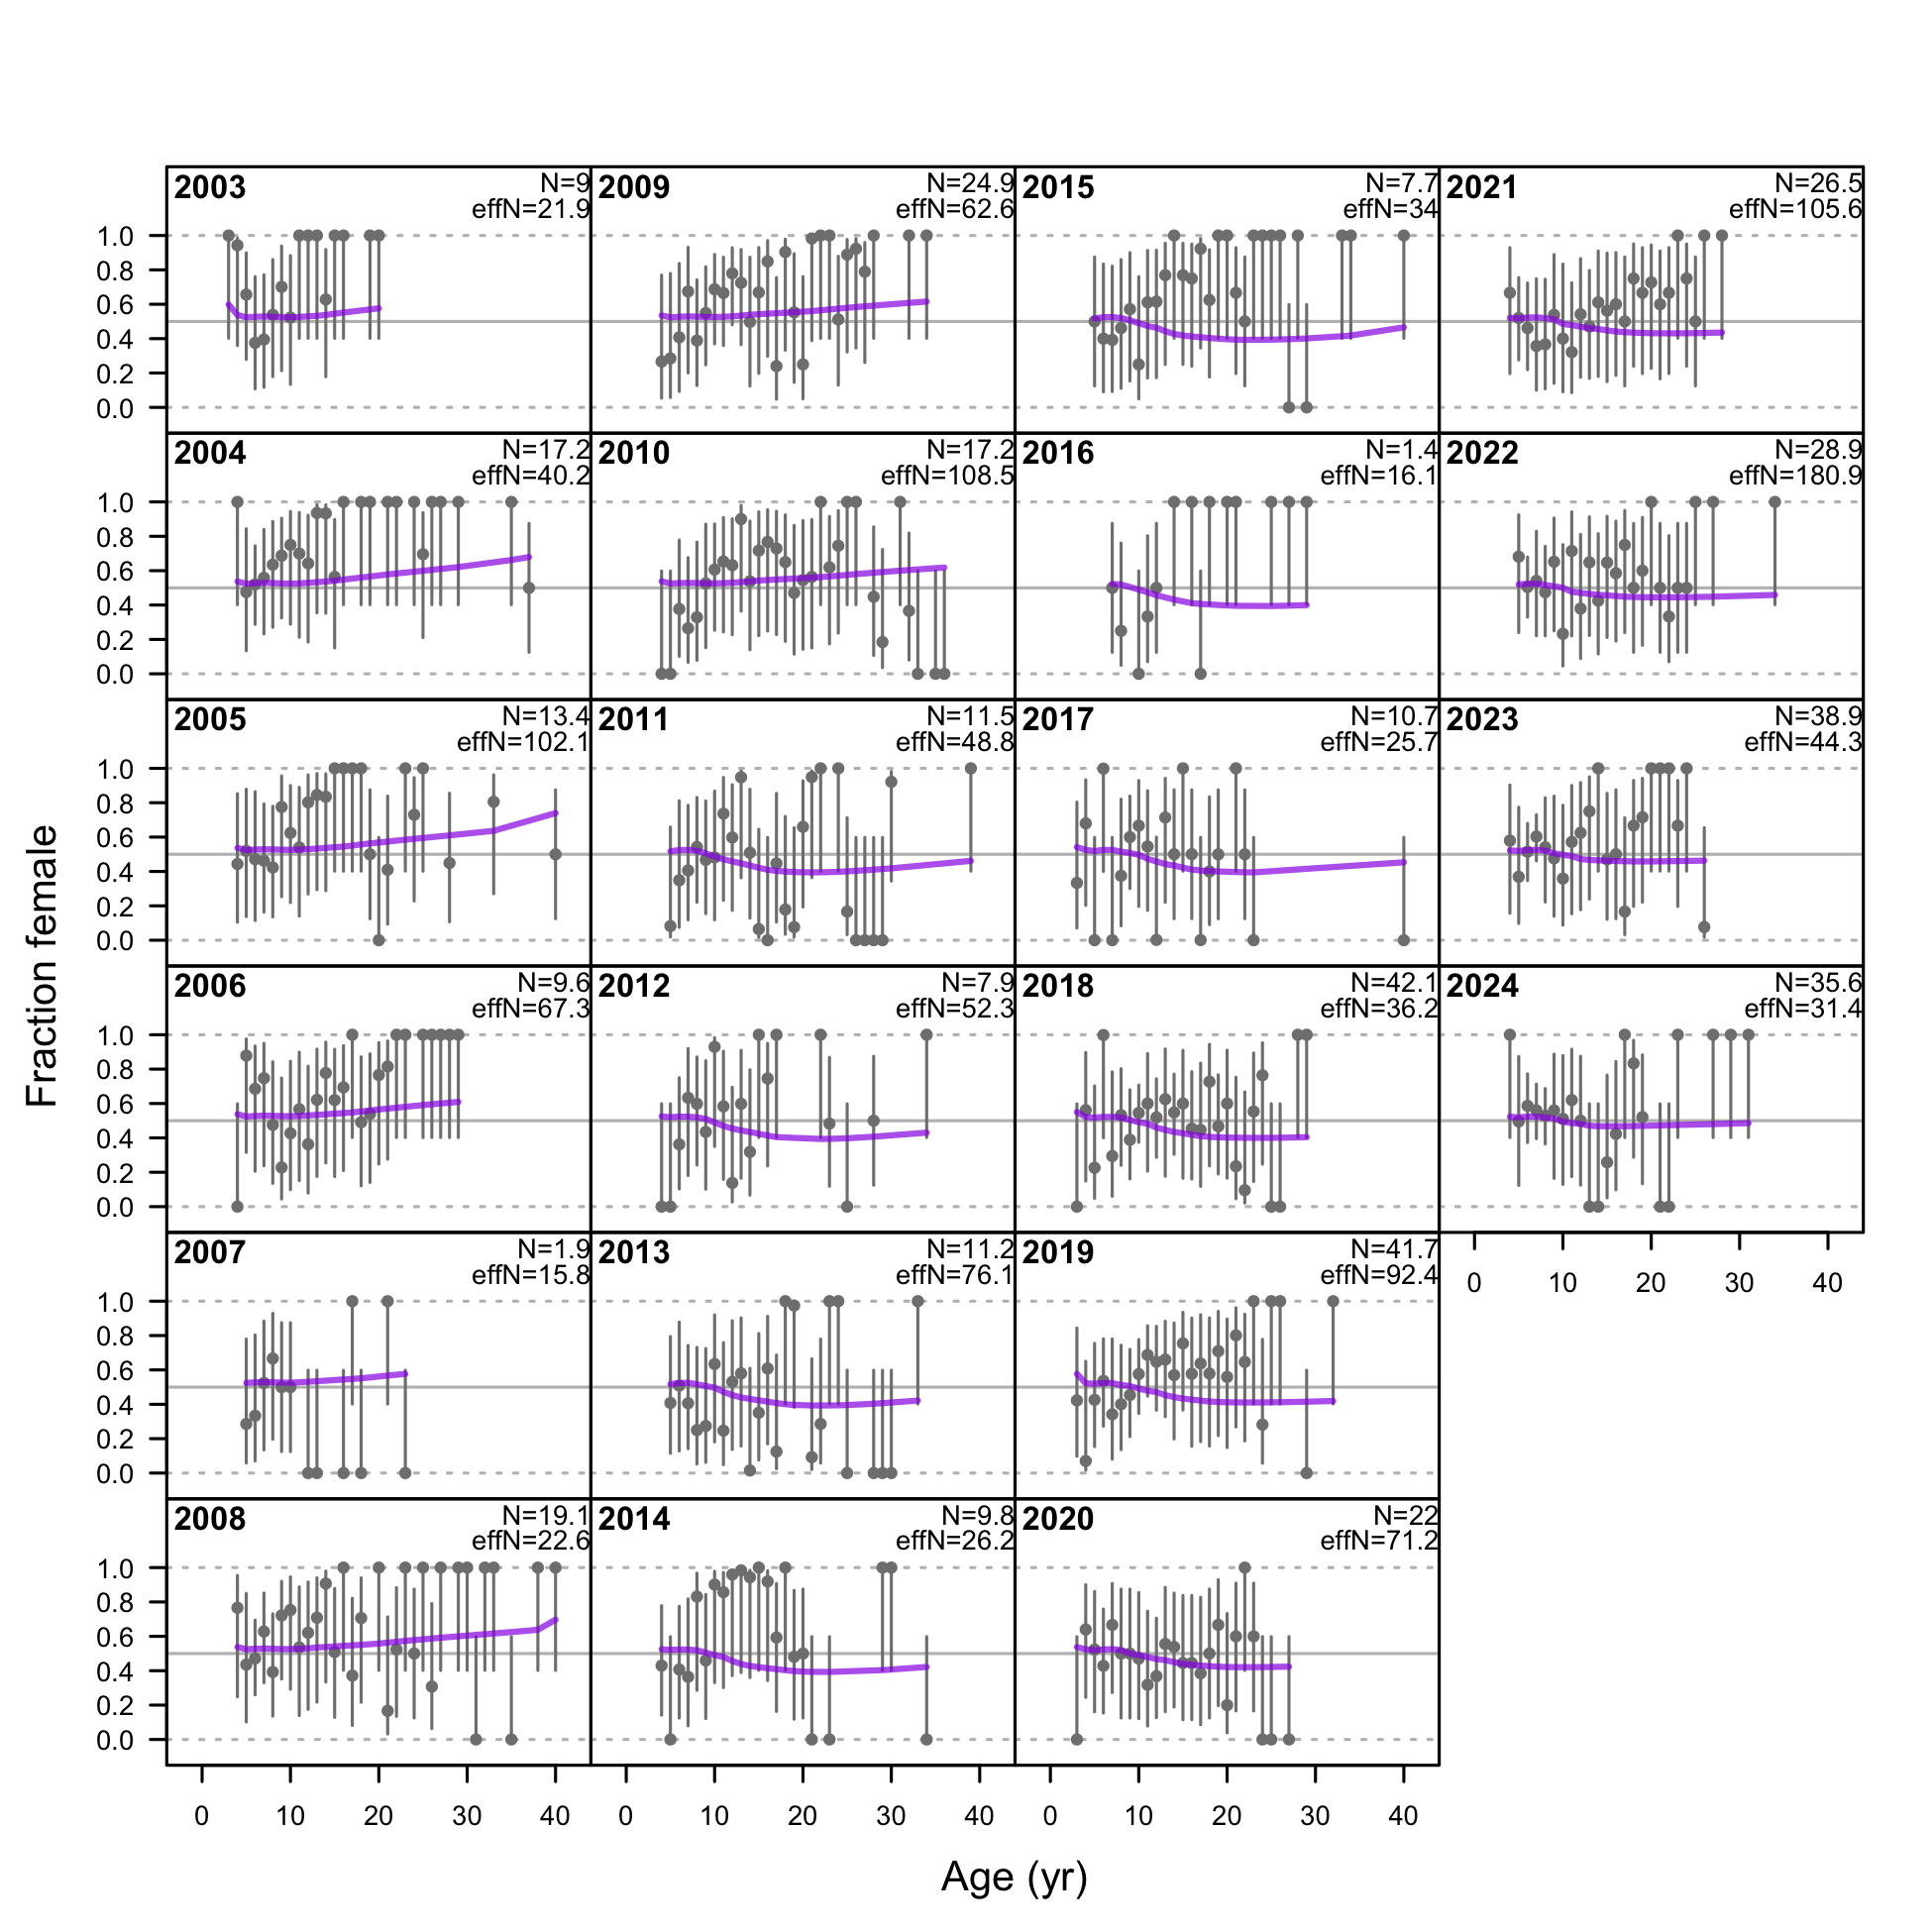 2003
N=9
effN=21.9
2009
N=24.9
effN=62.6
2015
N=7.7
effN=34
2021
N=26.5
effN=105.6
1.0
0.8
0.6
0.4
0.2
0.0
2004
N=17.2
effN=40.2
2010
N=17.2
effN=108.5
2016
N=1.4
effN=16.1
2022
N=28.9
effN=180.9
1.0
0.8
0.6
0.4
0.2
0.0
2005
N=13.4
effN=102.1
2011
N=11.5
effN=48.8
2017
N=10.7
effN=25.7
2023
N=38.9
effN=44.3
1.0
0.8
0.6
0.4
0.2
0.0
Fraction female
2006
N=9.6
effN=67.3
2012
N=7.9
effN=52.3
2018
N=42.1
effN=36.2
2024
N=35.6
effN=31.4
1.0
0.8
0.6
0.4
0.2
0.0
2007
N=1.9
effN=15.8
2013
N=11.2
effN=76.1
2019
N=41.7
effN=92.4
0 10 20 30 40
1.0
0.8
0.6
0.4
0.2
0.0
2008
N=19.1
effN=22.6
2014
N=9.8
effN=26.2
2020
N=22
effN=71.2
1.0
0.8
0.6
0.4
0.2
0.0
0 10 20 30 40 0 10 20 30 40 0 10 20 30 40
Age (yr)